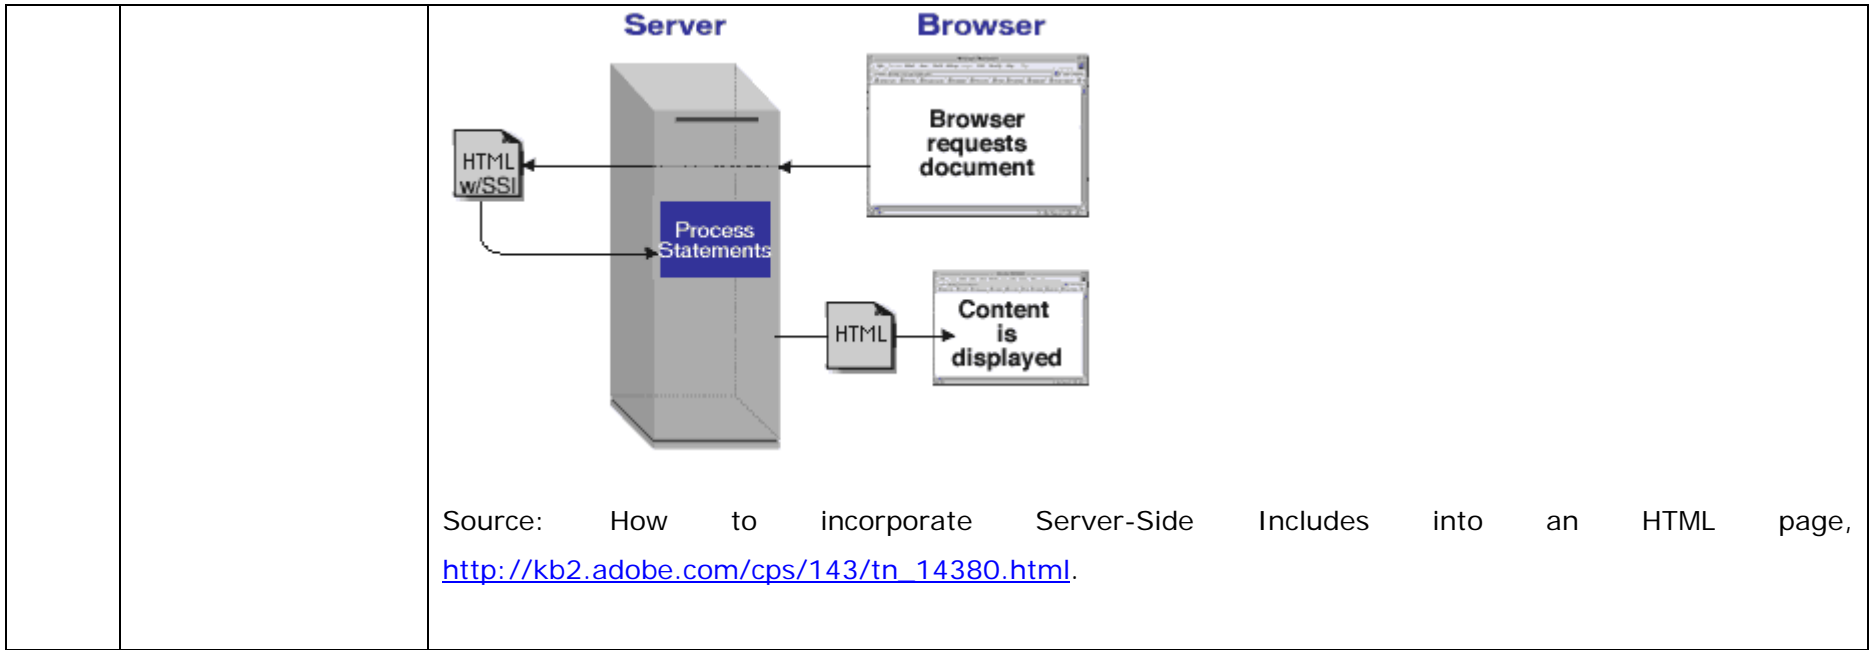 Server
Browser
Browser
requests
document
HTML
w/SSI
Process
Statements
HTML
Content
is
displayed
Source: How to incorporate Server-Side Includes into an HTML page,
http://kb2.adobe.com/cps/143/tn_14380.html.